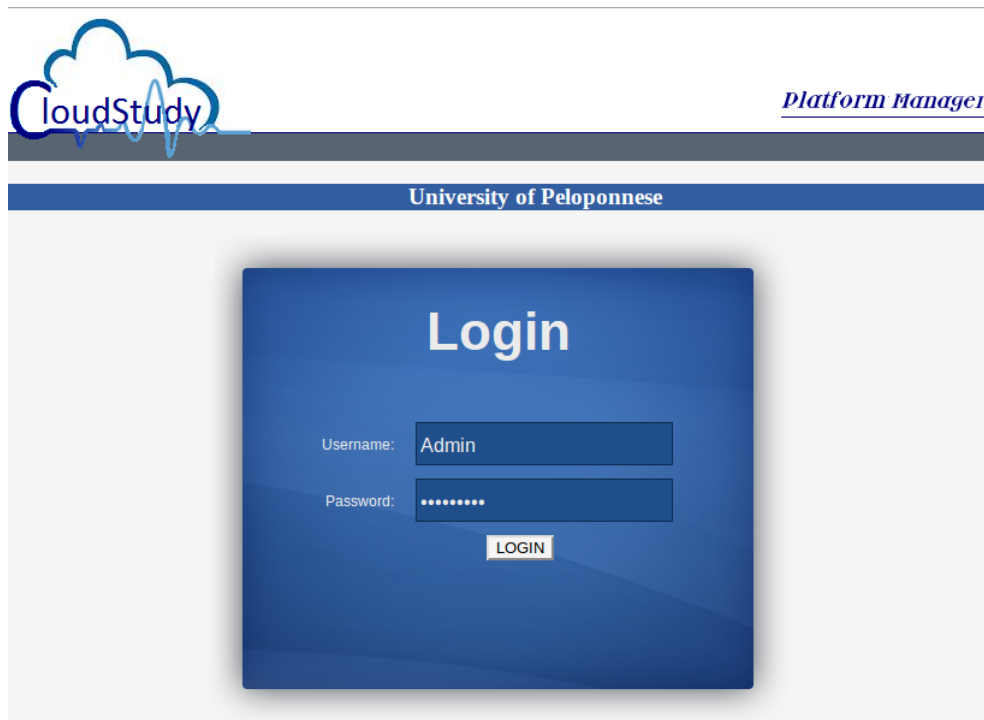 CloudStudy
Platform Manager
University of Peloponnese
Login
Username: Admin
Password: •••••••••
LOGIN